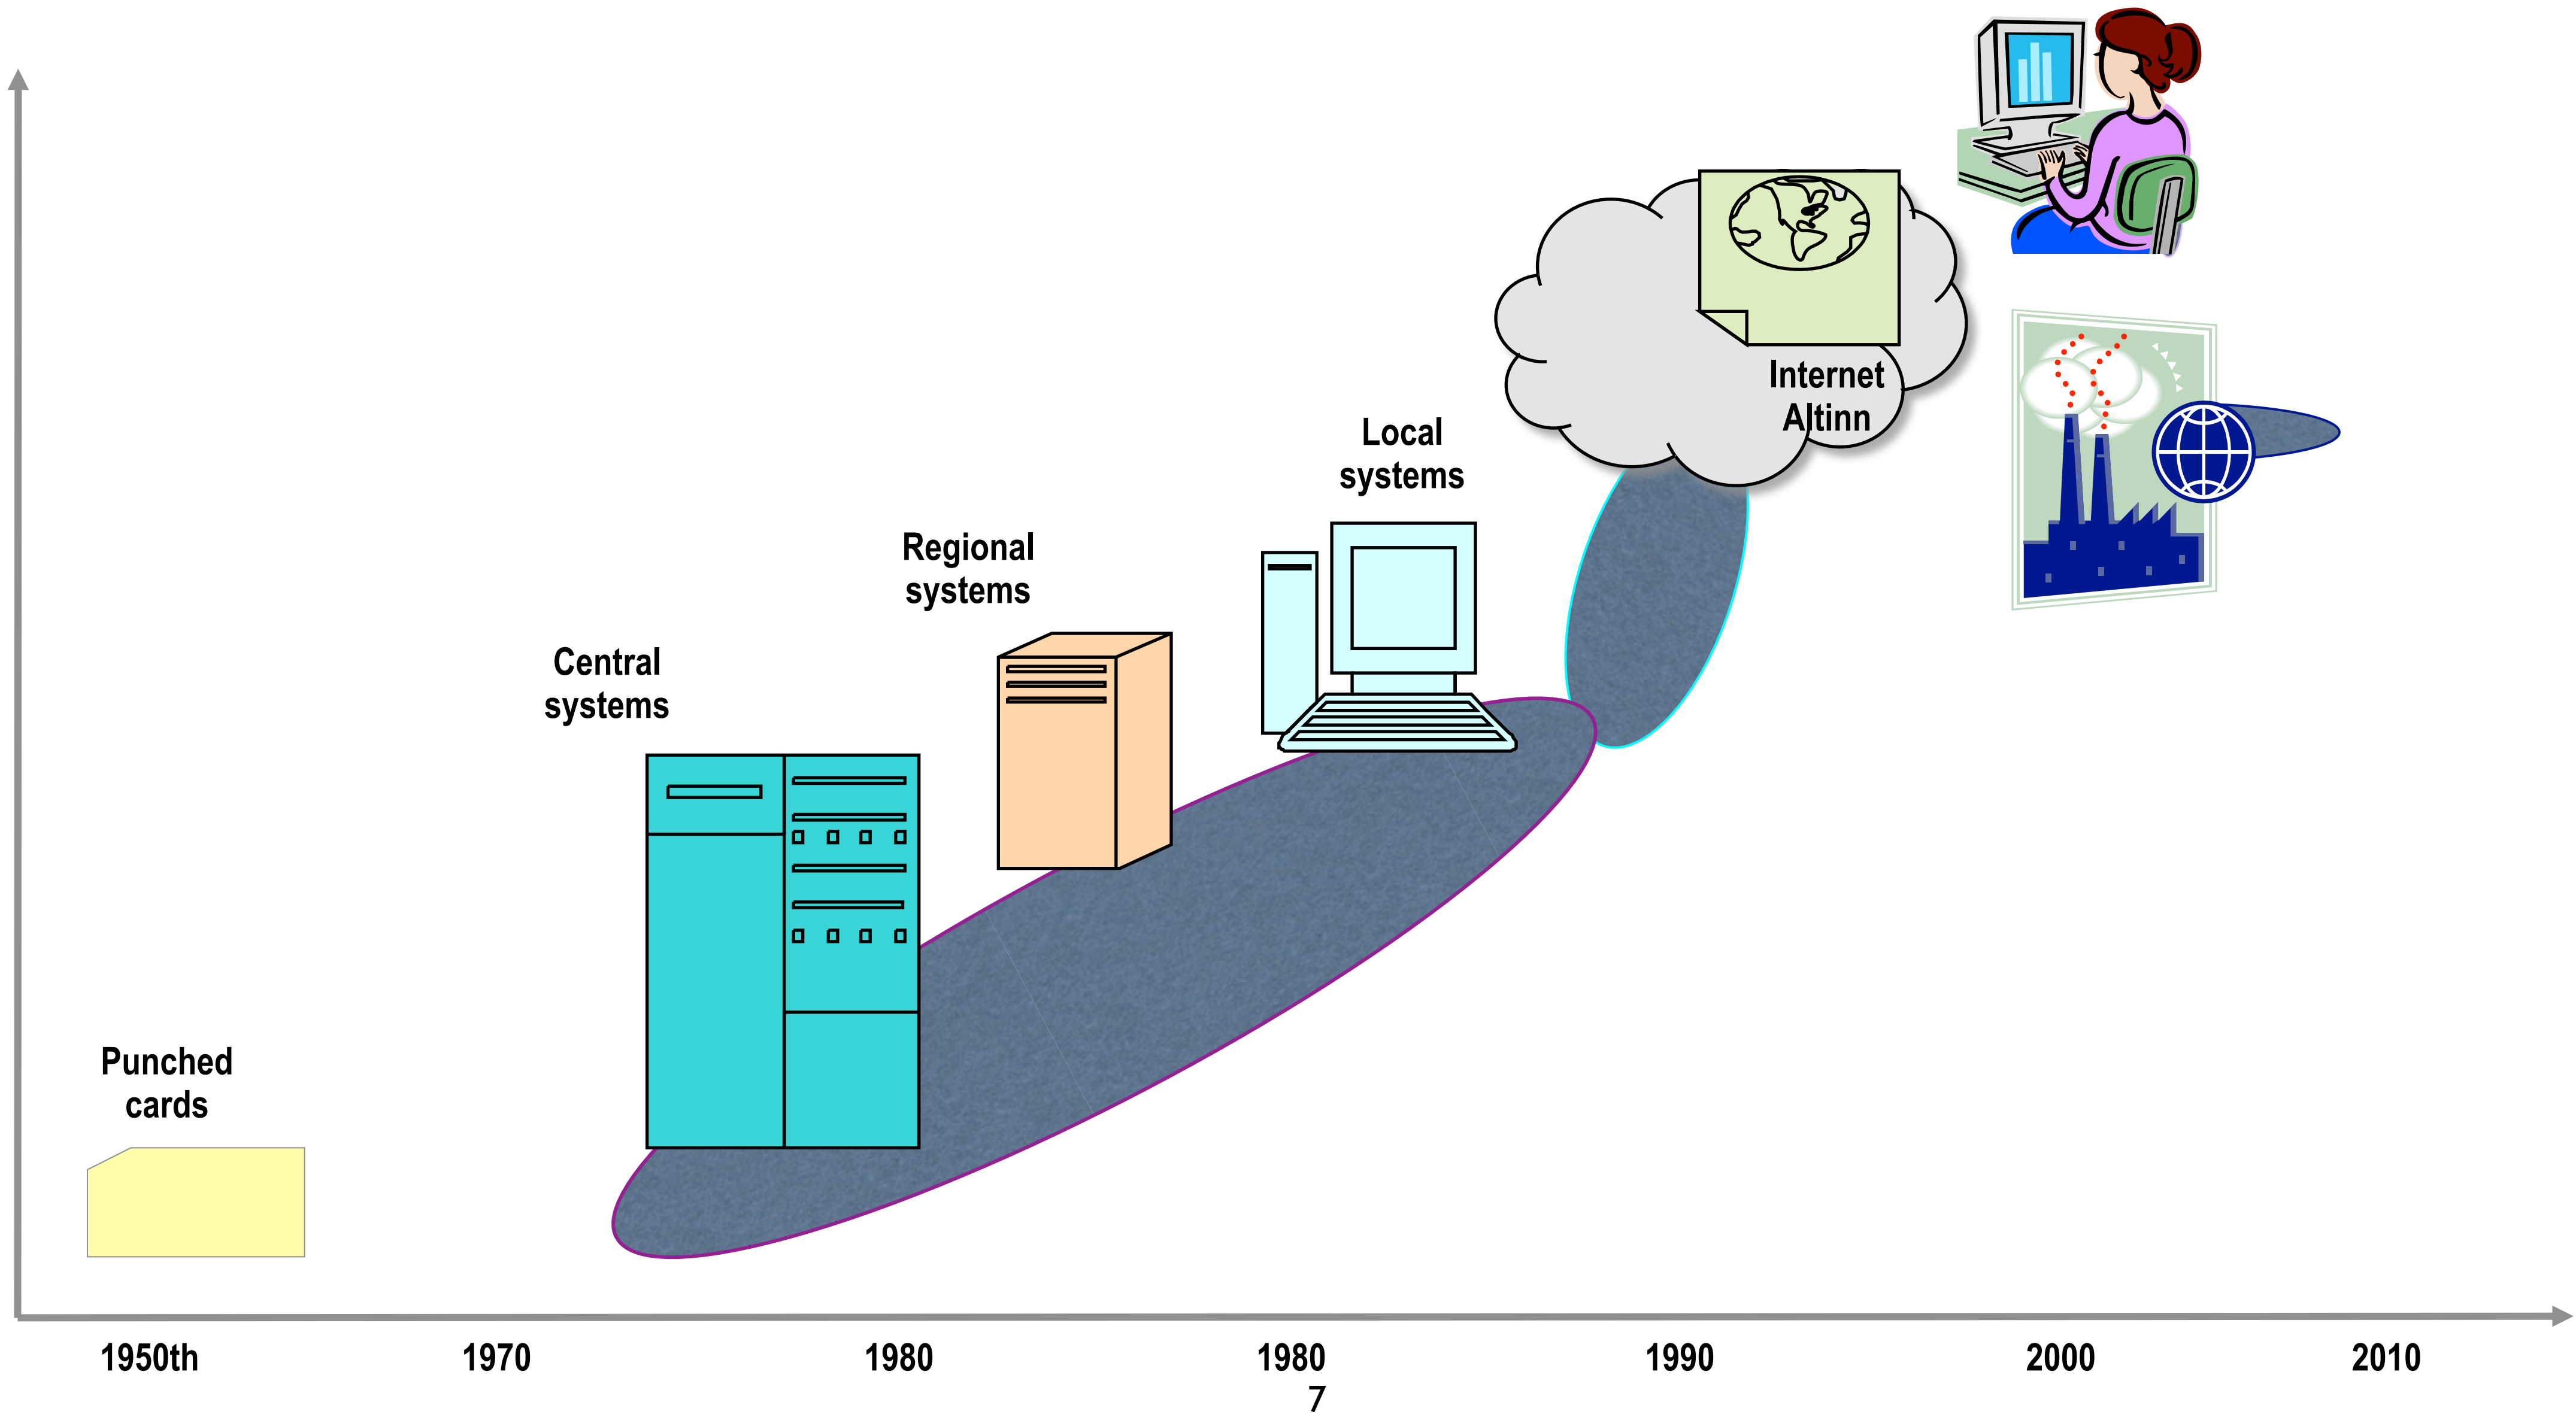 Internet
Altinn
Local
systems
Regional
systems
Central
systems
Punched
cards
1950th
1970
1980
1980
1990
2000
2010
7